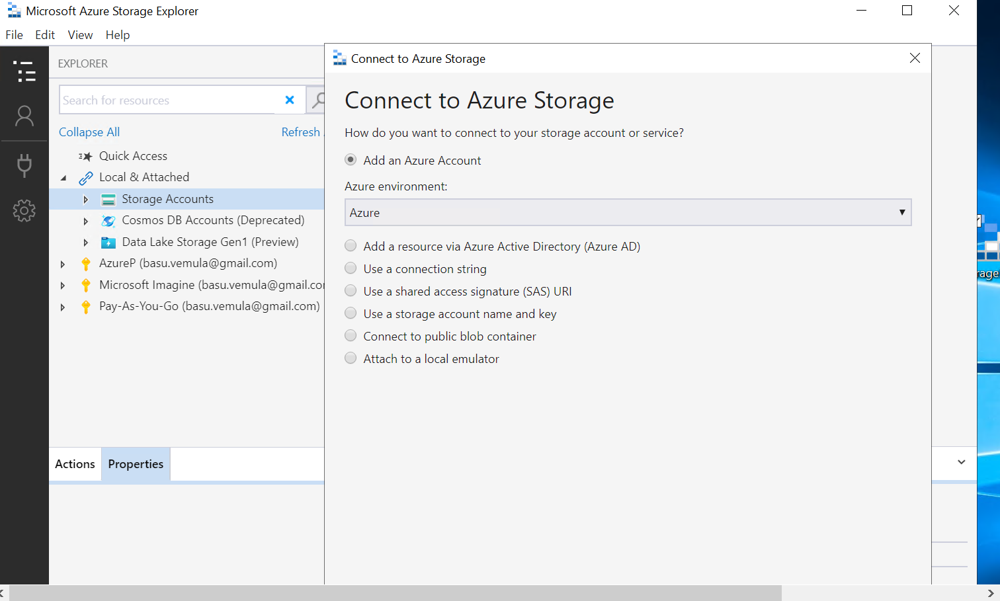 Microsoft Azure Storage Explorer
File Edit View Help
EXPLORER
Search for resources
Collapse All Refresh
Quick Access
Local & Attached
Storage Accounts
Cosmos DB Accounts (Deprecated)
Data Lake Storage Gen1 (Preview)
AzureP (basu.vemula@gmail.com)
Microsoft Imagine (basu.vemula@gmail.co
Pay-As-You-Go (basu.vemula@gmail.com)
Actions Properties
Connect to Azure Storage
Connect to Azure Storage
How do you want to connect to your storage account or service?
Add an Azure Account
Azure environment:
Azure
Add a resource via Azure Active Directory (Azure AD)
Use a connection string
Use a shared access signature (SAS) URI
Use a storage account name and key
Connect to public blob container
Attach to a local emulator
rage